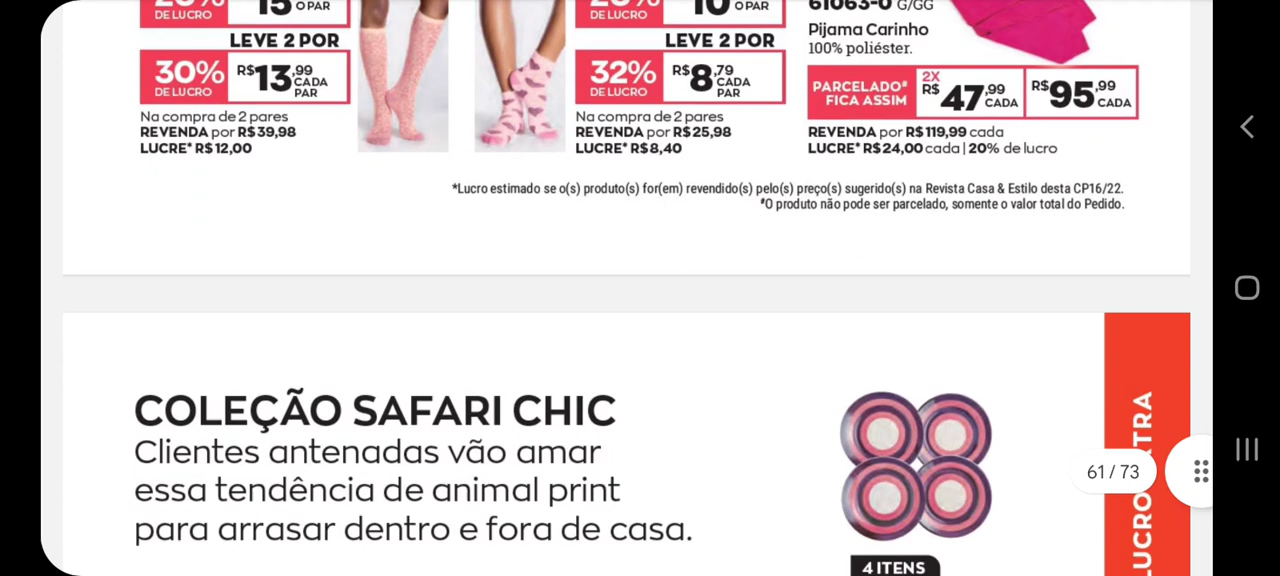 DE LUCRO
15
O PAR
LEVE 2 POR
30%
DE LUCRO
R$13,99
CADA
PAR
Na compra de 2 pares
REVENDA por R$39,98
LUCRE* R$12,00
DE LUCRO
10
O PAR
LEVE 2 POR
32%
DE LUCRO
R$8,79
CADA
PAR
Na compra de 2 pares
REVENDA por R$25,98
LUCRE* R$8,40
61063-0 G/GG
Pijama Carinho
100% poliéster.
PARCELADO#
FICA ASSIM
2X
R$47,99
CADA
R$95,99
CADA
REVENDA por R$119,99 cada
LUCRE* R$24,00 cada | 20% de lucro
*Lucro estimado se o(s) produto(s) for(em) revendido(s) pelo(s) preço(s) sugerido(s) na Revista Casa & Estilo desta CP16/22.
#O produto não pode ser parcelado, somente o valor total do Pedido.
COLEÇÃO SAFARI CHIC
Clientes antenadas vão amar
essa tendência de animal print
para arrasar dentro e fora de casa.
4 ITENS
61 / 73
LUCRO